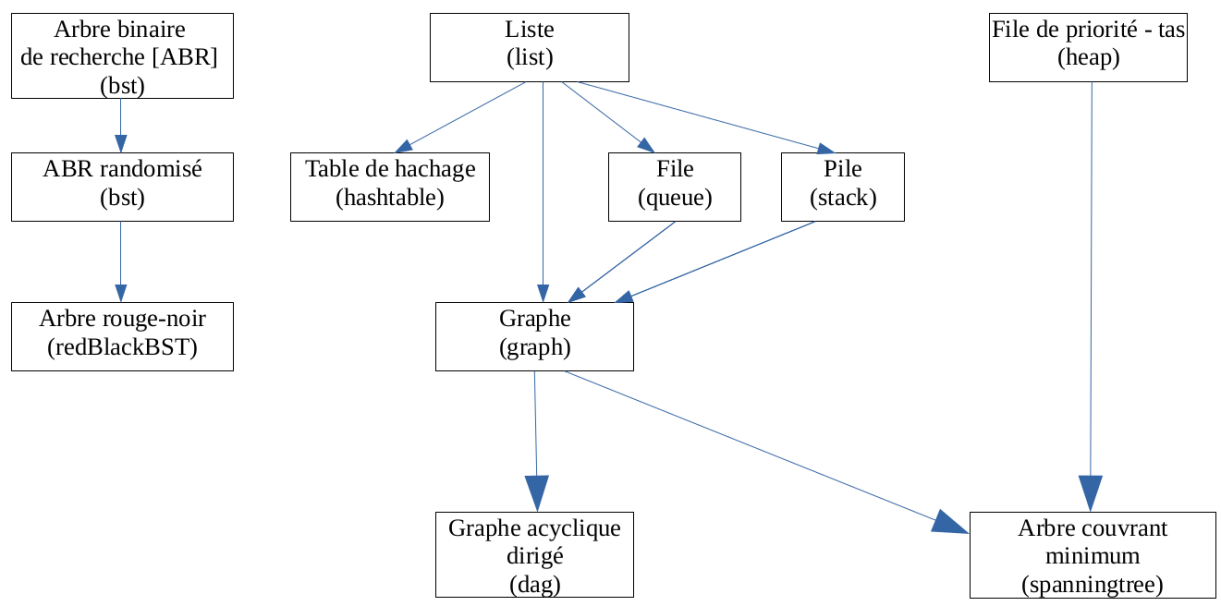 Arbre binaire
de recherche [ABR]
(bst)
Liste
(list)
File de priorité - tas
(heap)
ABR randomisé
(bst)
Table de hachage
(hashtable)
File
(queue)
Pile
(stack)
Arbre rouge-noir
(redBlackBST)
Graphe
(graph)
Graphe acyclique
dirigé
(dag)
Arbre couvrant
minimum
(spanningtree)